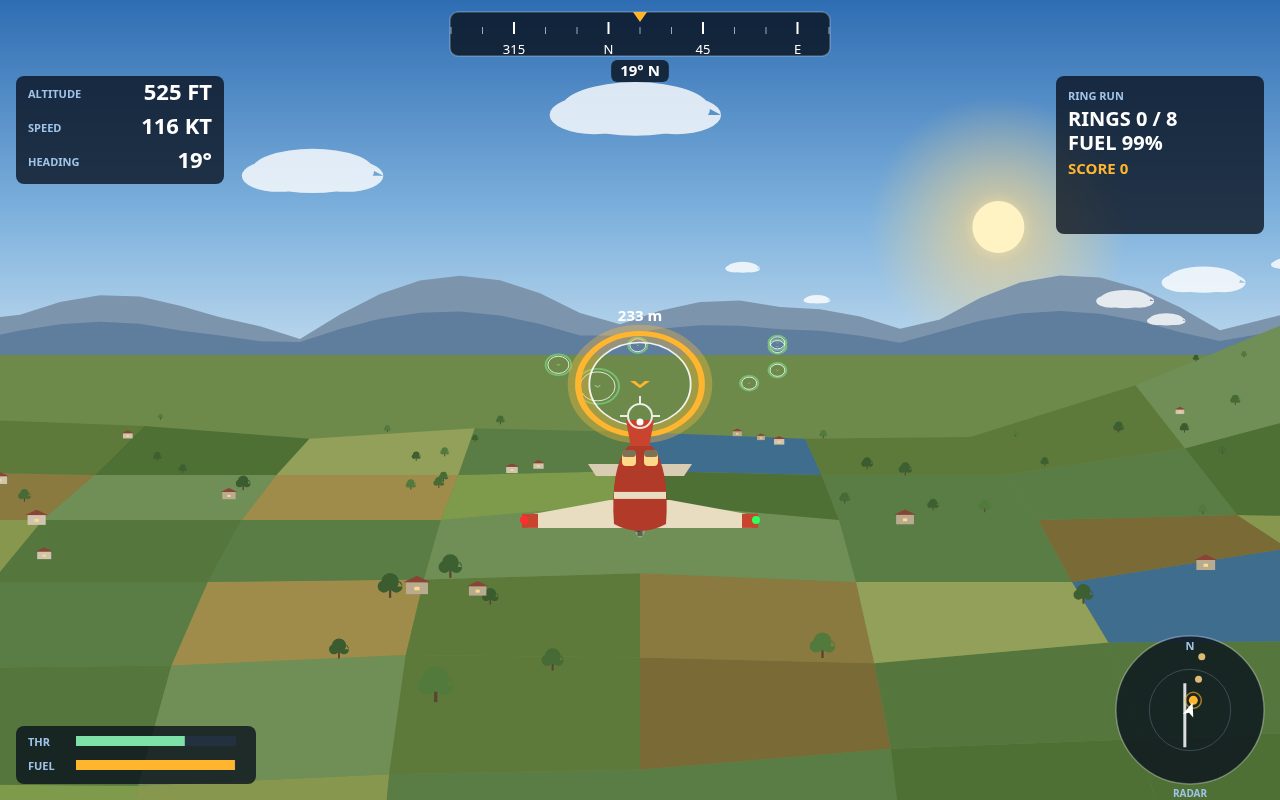 315 N 45 E
19° N
ALTITUDE 525 FT
SPEED 116 KT
HEADING 19°
RING RUN
RINGS 0 / 8
FUEL 99%
SCORE 0
233 m
THR
FUEL
N
RADAR